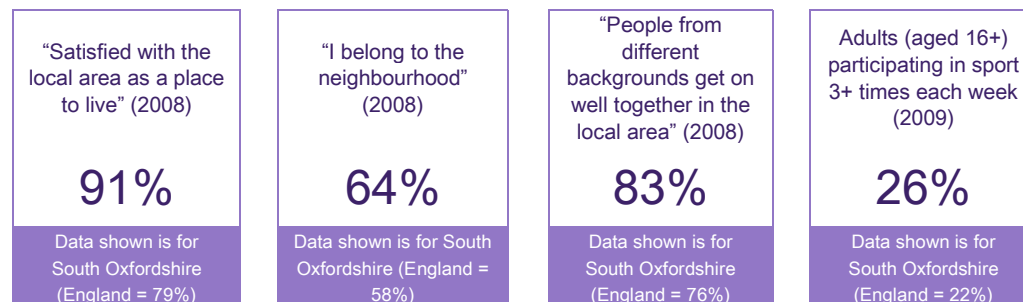 “Satisfied with the
local area as a place
to live” (2008)
91%
Data shown is for
South Oxfordshire
(England = 79%)
“I belong to the
neighbourhood”
(2008)
64%
Data shown is for South
Oxfordshire (England =
58%)
“People from
different
backgrounds get on
well together in the
local area” (2008)
83%
Data shown is for
South Oxfordshire
(England = 76%)
Adults (aged 16+)
participating in sport
3+ times each week
(2009)
26%
Data shown is for
South Oxfordshire
(England = 22%)